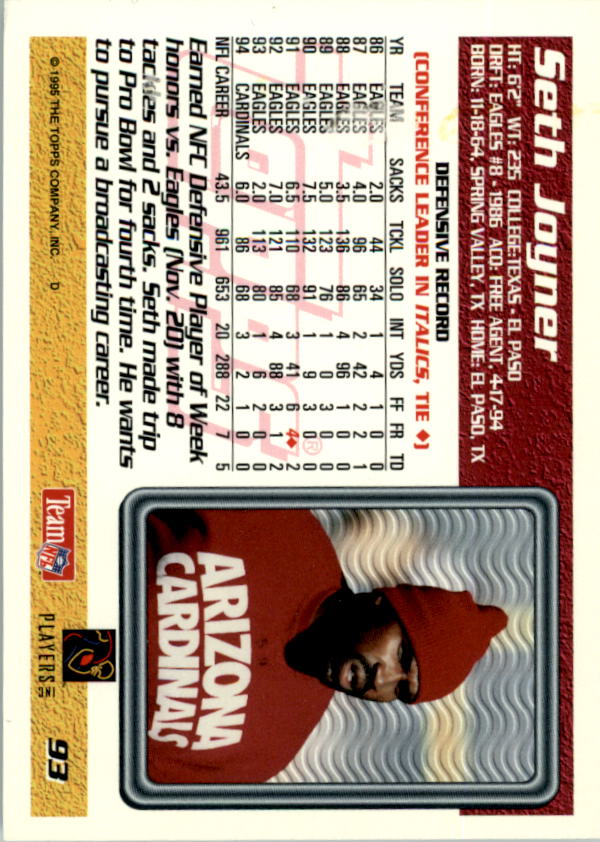 Seth Joyner
HT: 6'2" WT: 235 COLLEGE: TEXAS - EL PASO
DRFT: EAGLES #8 - 1986 ACQ: FREE AGENT, 4-17-94
BORN: 11-18-64, SPRING VALLEY, TX HOME: EL PASO, TX
DEFENSIVE RECORD
(CONFERENCE LEADER IN ITALICS, TIE ♦)
YR TEAM SACKS TCKL SOLO INT YDS FF FR TD
86 EAGLES 2.0 44 34 1 4 1 0 0
87 EAGLES 4.0 96 65 2 42 2 2 1
88 EAGLES 3.5 136 86 4 96 1 0 0
89 EAGLES 5.0 123 76 1 0 3 0 0
90 EAGLES 7.5 132 91 1 9 3 0 0
91 EAGLES 6.5 110 68 3 41 6 4♦ 2
92 EAGLES 7.0 121 85 4 88 3 1 2
93 EAGLES 2.0 113 80 1 6 2 0 0
94 CARDINALS 6.0 86 68 3 2 1 0 0
NFL CAREER 43.5 961 653 20 288 22 7 5
Topps®
Earned NFC Defensive Player of Week
honors vs. Eagles (Nov. 20) with 8
tackles and 2 sacks. Seth made trip
to Pro Bowl for fourth time. He wants
to pursue a broadcasting career.
© 1995 THE TOPPS COMPANY, INC. D
ARIZONA
CARDINALS
Team NFL
PLAYERS INC
93